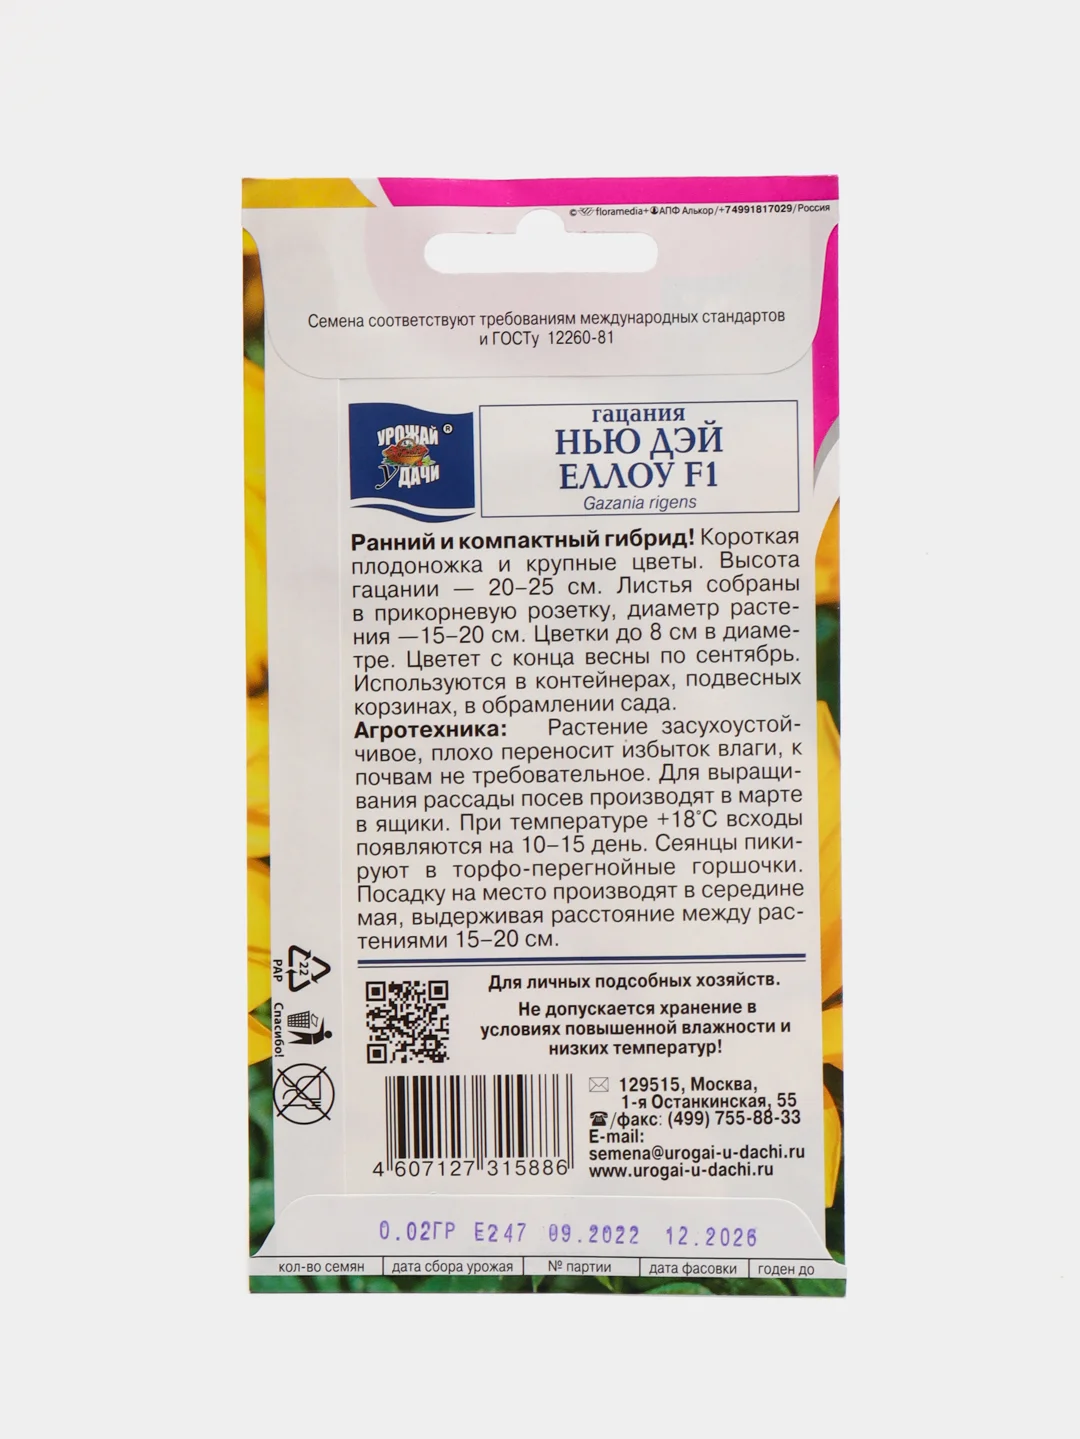 © floramedia+ АПФ Алькор/+74991817029/Россия
Семена соответствуют требованиям международных стандартов
и ГОСТу 12260-81
УРОЖАЙ ®
УДАЧИ
гацания
НЬЮ ДЭЙ
ЕЛЛОУ F1
Gazania rigens
Ранний и компактный гибрид! Короткая
плодоножка и крупные цветы. Высота
гацании — 20–25 см. Листья собраны
в прикорневую розетку, диаметр расте-
ния —15–20 см. Цветки до 8 см в диаме-
тре. Цветет с конца весны по сентябрь.
Используются в контейнерах, подвесных
корзинах, в обрамлении сада.
Агротехника: Растение засухоустой-
чивое, плохо переносит избыток влаги, к
почвам не требовательное. Для выращи-
вания рассады посев производят в марте
в ящики. При температуре +18°С всходы
появляются на 10–15 день. Сеянцы пики-
руют в торфо-перегнойные горшочки.
Посадку на место производят в середине
мая, выдерживая расстояние между рас-
тениями 15–20 см.
22
PAP
Спасибо!
Для личных подсобных хозяйств.
Не допускается хранение в
условиях повышенной влажности и
низких температур!
129515, Москва,
1-я Останкинская, 55
/факс: (499) 755-88-33
E-mail:
semena@urogai-u-dachi.ru
www.urogai-u-dachi.ru
4 607127 315886
0.02ГР Е247 09.2022 12.2026
кол-во семян дата сбора урожая № партии дата фасовки годен до